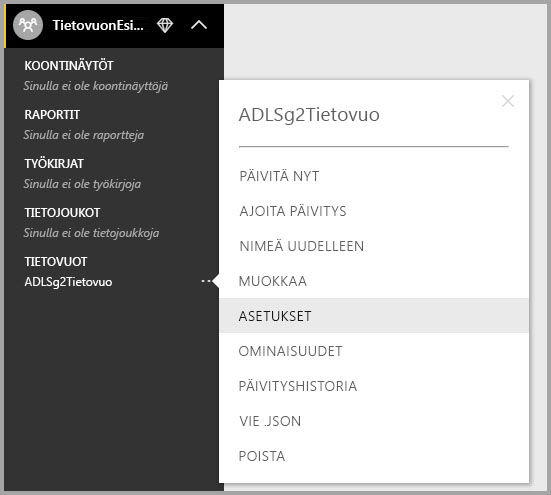 TietovuonEsi...
KOONTINÄYTÖT
Sinulla ei ole koontinäyttöjä
RAPORTIT
Sinulla ei ole raportteja
TYÖKIRJAT
Sinulla ei ole työkirjoja
TIETOJOUKOT
Sinulla ei ole tietojoukkoja
TIETOVUOT
ADLSg2Tietovuo
ADLSg2Tietovuo
PÄIVITÄ NYT
AJOITA PÄIVITYS
NIMEÄ UUDELLEEN
MUOKKAA
ASETUKSET
OMINAISUUDET
PÄIVITYSHISTORIA
VIE .JSON
POISTA